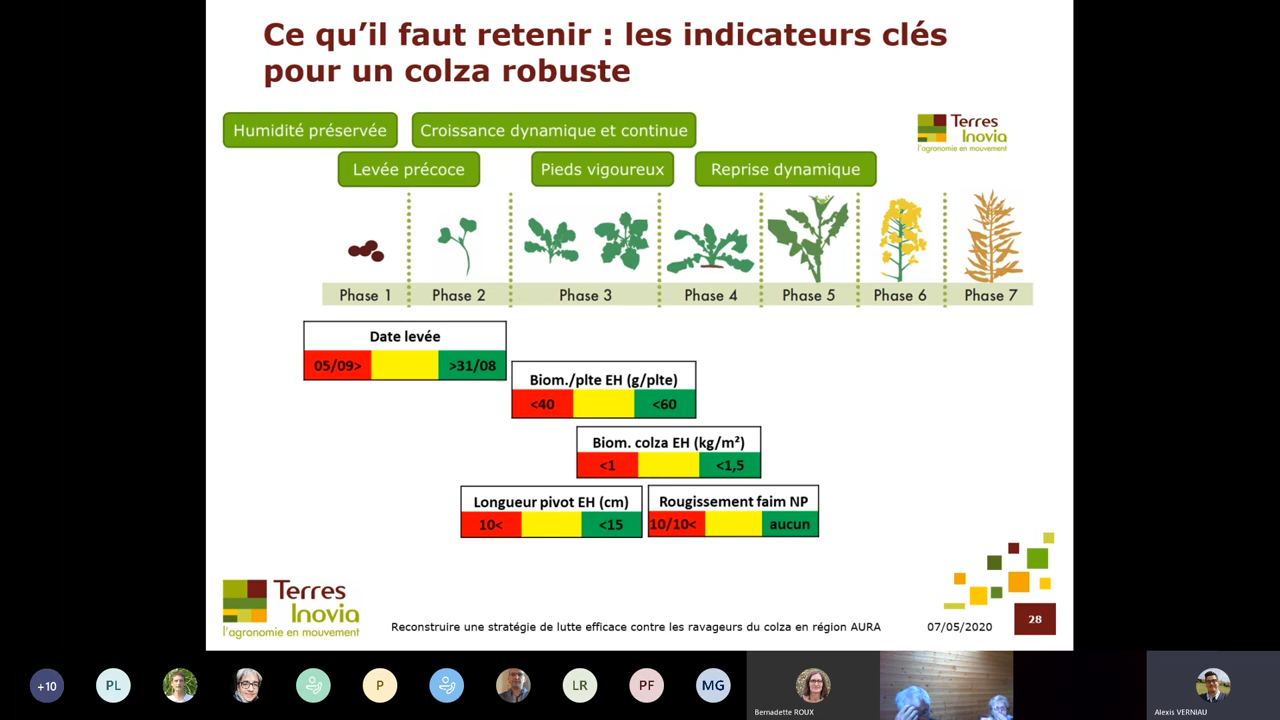 Ce qu’il faut retenir : les indicateurs clés
pour un colza robuste
Humidité préservée
Croissance dynamique et continue
Terres
Inovia
l'agronomie en mouvement
Levée précoce
Pieds vigoureux
Reprise dynamique
Phase 1
Phase 2
Phase 3
Phase 4
Phase 5
Phase 6
Phase 7
Date levée
05/09>
>31/08
Biom./plte EH (g/plte)
<40
<60
Biom. colza EH (kg/m²)
<1
<1,5
Longueur pivot EH (cm)
10<
<15
Rougissement faim NP
10/10<
aucun
Terres
Inovia
l'agronomie en mouvement
Reconstruire une stratégie de lutte efficace contre les ravageurs du colza en région AURA
07/05/2020
28
+10
PL
P
LR
PF
MG
Bernadette ROUX
Alexis VERNIAU